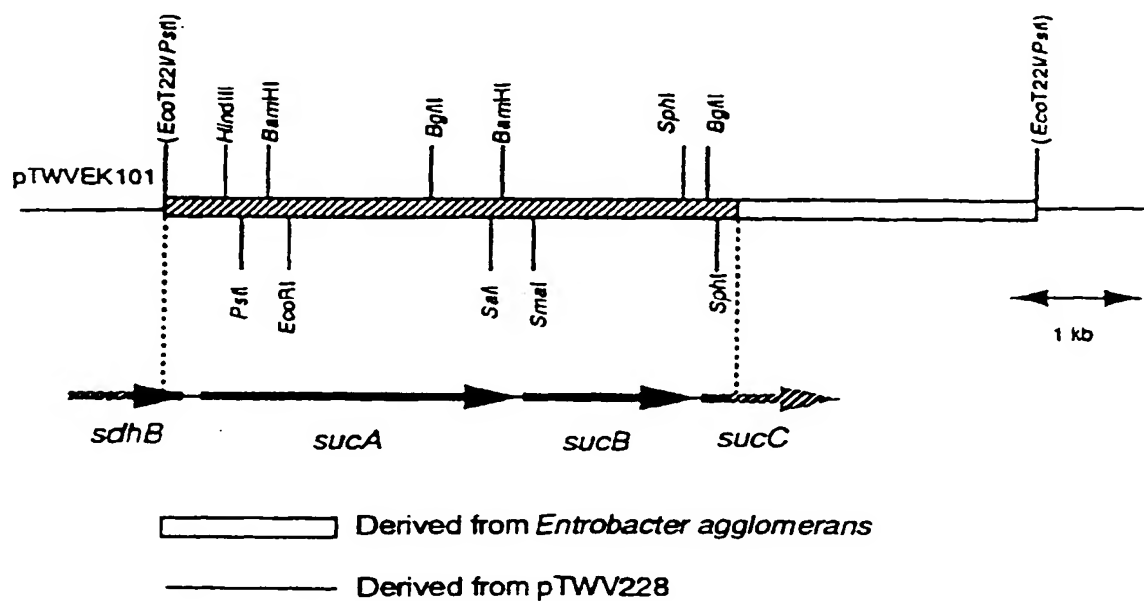 (EcoT22I/PstI)
HindIII
BamHI
BglII
BamHI
SphI
BglII
(EcoT22I/PstI)
pTWVEK101
PstI
EcoRI
SalI
SmaI
SphI
1 kb
sdhB
sucA
sucB
sucC
Derived from Entrobacter agglomerans
Derived from pTWV228